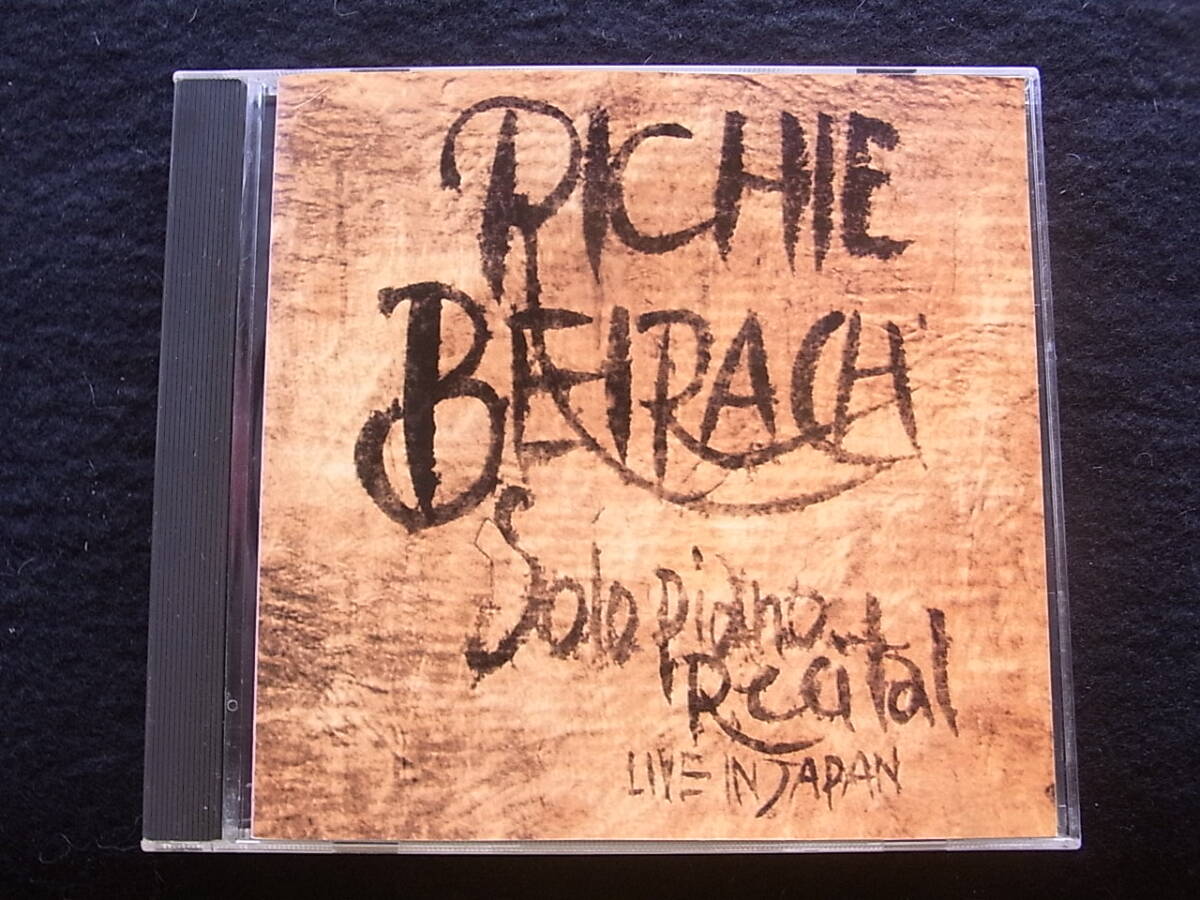 RICHIE
BEIRACH
Solo piano
Recital
LIVE IN JAPAN